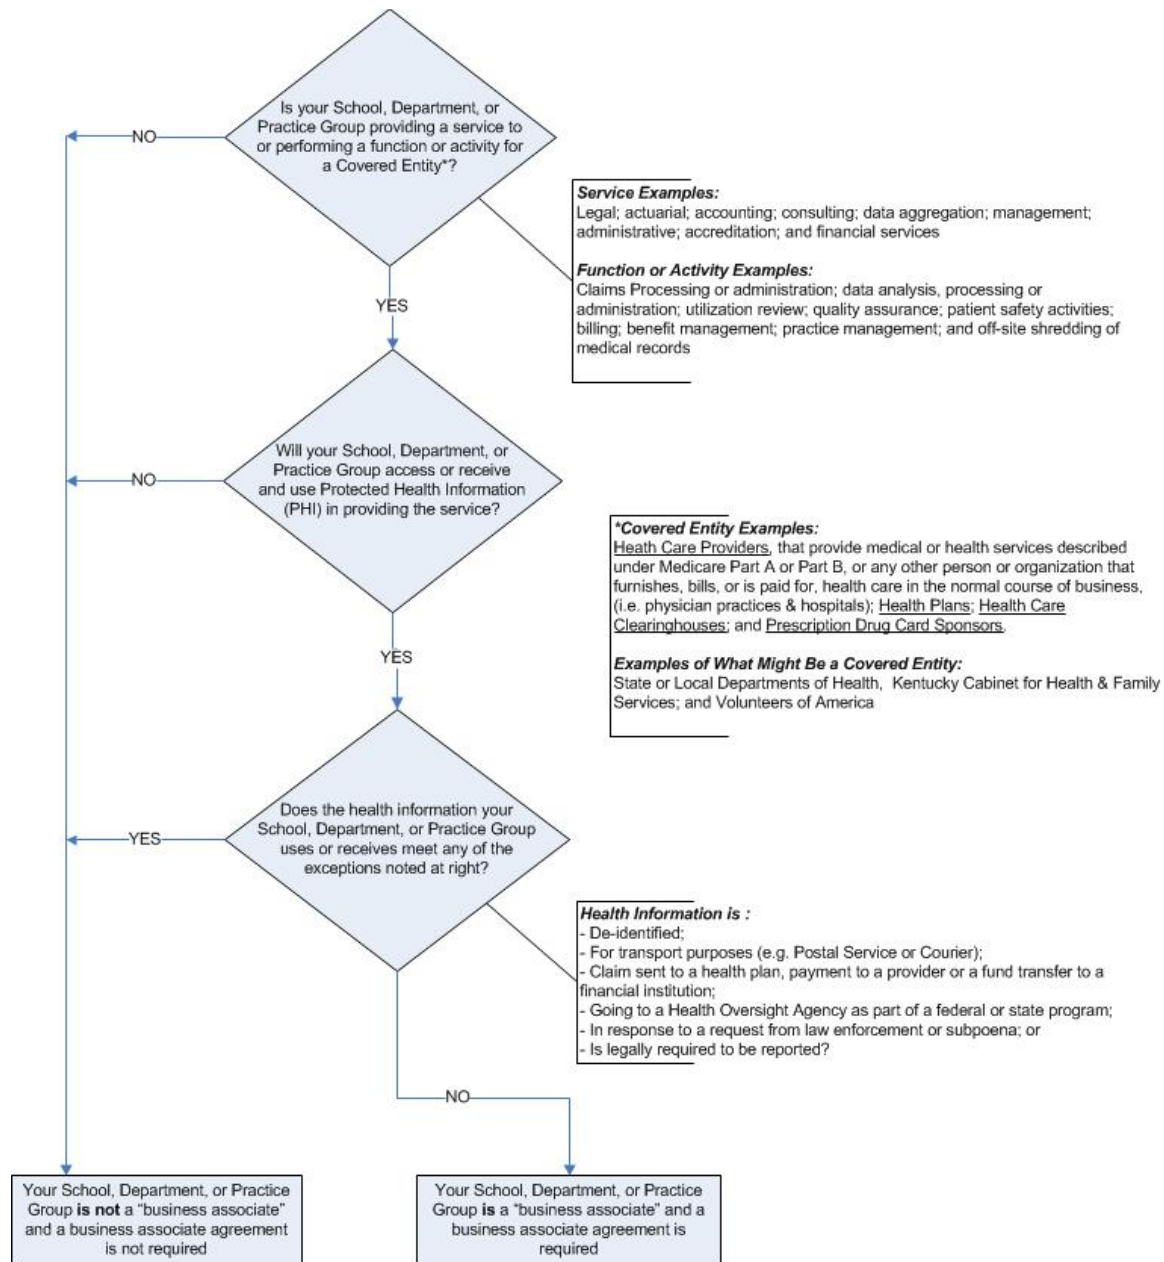 Is your School, Department, or
Practice Group providing a service to
or performing a function or activity for
a Covered Entity*?
NO
Service Examples:
Legal; actuarial; accounting; consulting; data aggregation; management;
administrative; accreditation; and financial services
Function or Activity Examples:
Claims Processing or administration; data analysis, processing or
administration; utilization review; quality assurance; patient safety activities;
billing; benefit management; practice management; and off-site shredding of
medical records
YES
Will your School, Department, or
Practice Group access or receive
and use Protected Health Information
(PHI) in providing the service?
NO
*Covered Entity Examples:
Heath Care Providers, that provide medical or health services described
under Medicare Part A or Part B, or any other person or organization that
furnishes, bills, or is paid for, health care in the normal course of business,
(i.e. physician practices & hospitals); Health Plans; Health Care
Clearinghouses; and Prescription Drug Card Sponsors.
Examples of What Might Be a Covered Entity:
State or Local Departments of Health, Kentucky Cabinet for Health & Family
Services; and Volunteers of America
YES
Does the health information your
School, Department, or Practice Group
uses or receives meet any of the
exceptions noted at right?
YES
Health Information is :
- De-identified;
- For transport purposes (e.g. Postal Service or Courier);
- Claim sent to a health plan, payment to a provider or a fund transfer to a
financial institution;
- Going to a Health Oversight Agency as part of a federal or state program;
- In response to a request from law enforcement or subpoena; or
- Is legally required to be reported?
NO
Your School, Department, or Practice
Group is not a "business associate"
and a business associate agreement
is not required
Your School, Department, or Practice
Group is a "business associate" and a
business associate agreement is
required